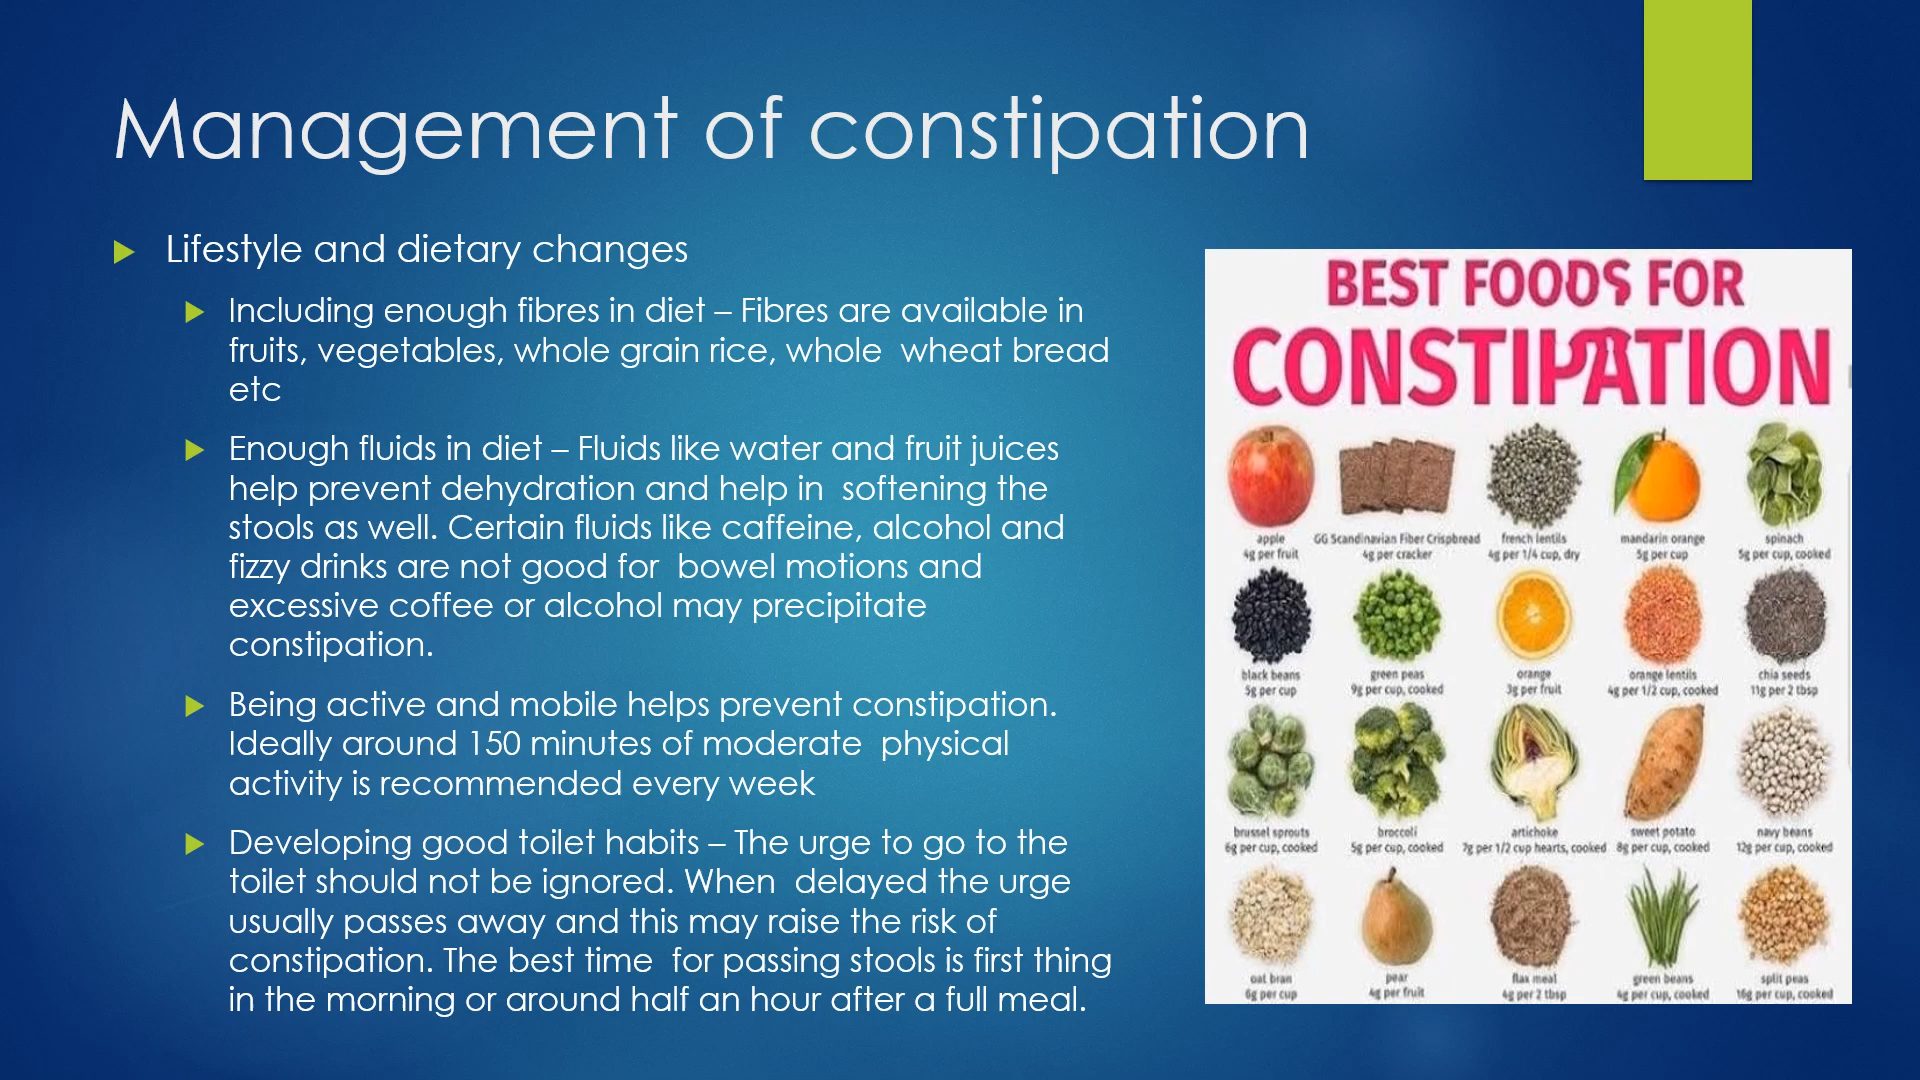 Management of constipation
Lifestyle and dietary changes
Including enough fibres in diet – Fibres are available in
fruits, vegetables, whole grain rice, whole  wheat bread
etc
Enough fluids in diet – Fluids like water and fruit juices
help prevent dehydration and help in  softening the
stools as well. Certain fluids like caffeine, alcohol and
fizzy drinks are not good for  bowel motions and
excessive coffee or alcohol may precipitate
constipation.
Being active and mobile helps prevent constipation.
Ideally around 150 minutes of moderate  physical
activity is recommended every week
Developing good toilet habits – The urge to go to the
toilet should not be ignored. When  delayed the urge
usually passes away and this may raise the risk of
constipation. The best time  for passing stools is first thing
in the morning or around half an hour after a full meal.
BEST FOODS FOR
CONSTIPATION
apple
4g per fruit
GG Scandinavian Fiber Crispbread
4g per cracker
french lentils
4g per 1/4 cup, dry
mandarin orange
5g per cup
spinach
5g per cup, cooked
black beans
5g per cup
green peas
9g per cup, cooked
orange
3g per fruit
orange lentils
4g per 1/2 cup, cooked
chia seeds
11g per 2 tbsp
brussel sprouts
6g per cup, cooked
broccoli
5g per cup, cooked
artichoke
7g per 1/2 cup hearts, cooked
sweet potato
8g per cup, cooked
navy beans
12g per cup, cooked
oat bran
6g per cup
pear
4g per fruit
flax meal
4g per 2 tbsp
green beans
4g per cup, cooked
split peas
16g per cup, cooked